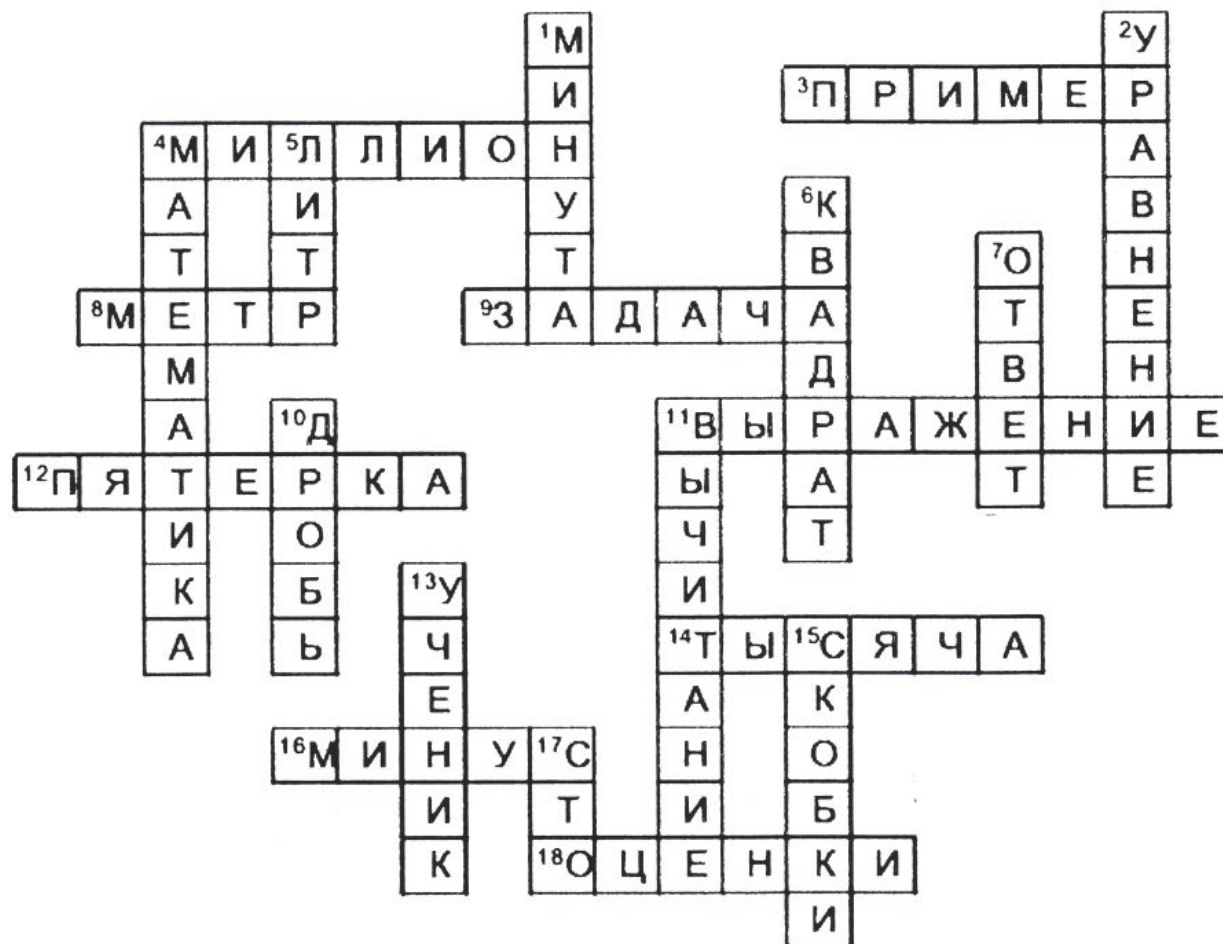 1М 2У
И 3П Р И М Е Р
4М И 5Л Л И О Н А
А И У 6К В
Т Т Т В 7О Н
8М Е Т Р 9З А Д А Ч А Т Е
М Д В Н
А 10Д 11В Ы Р А Ж Е Н И Е
12П Я Т Е Р К А Ы А Т Е
И О Ч Т
К Б 13У И
А Ь Ч 14Т Ы 15С Я Ч А
Е А К
16М И Н У 17С Н О
И Т И Б
К 18О Ц Е Н К И
И